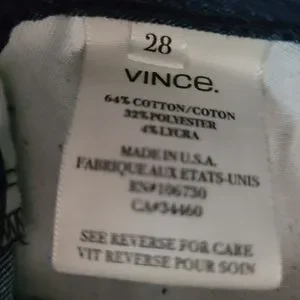 28
VINCE.
64% COTTON/COTON
32% POLYESTER
4% LYCRA
MADE IN U.S.A.
FABRIQUE AUX ETATS-UNIS
RN#106730
CA#34460
SEE REVERSE FOR CARE
VIT REVERSE POUR SOIN